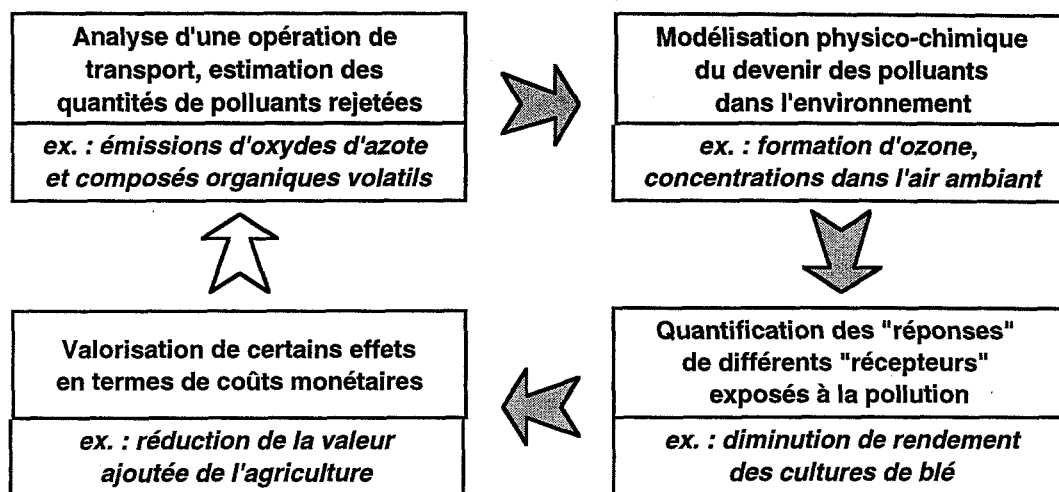 Analyse d'une opération de
transport, estimation des
quantités de polluants rejetées
ex. : émissions d'oxydes d'azote
et composés organiques volatils
Modélisation physico-chimique
du devenir des polluants
dans l'environnement
ex. : formation d'ozone,
concentrations dans l'air ambiant
Quantification des "réponses"
de différents "récepteurs"
exposés à la pollution
ex. : diminution de rendement
des cultures de blé
Valorisation de certains effets
en termes de coûts monétaires
ex. : réduction de la valeur
ajoutée de l'agriculture